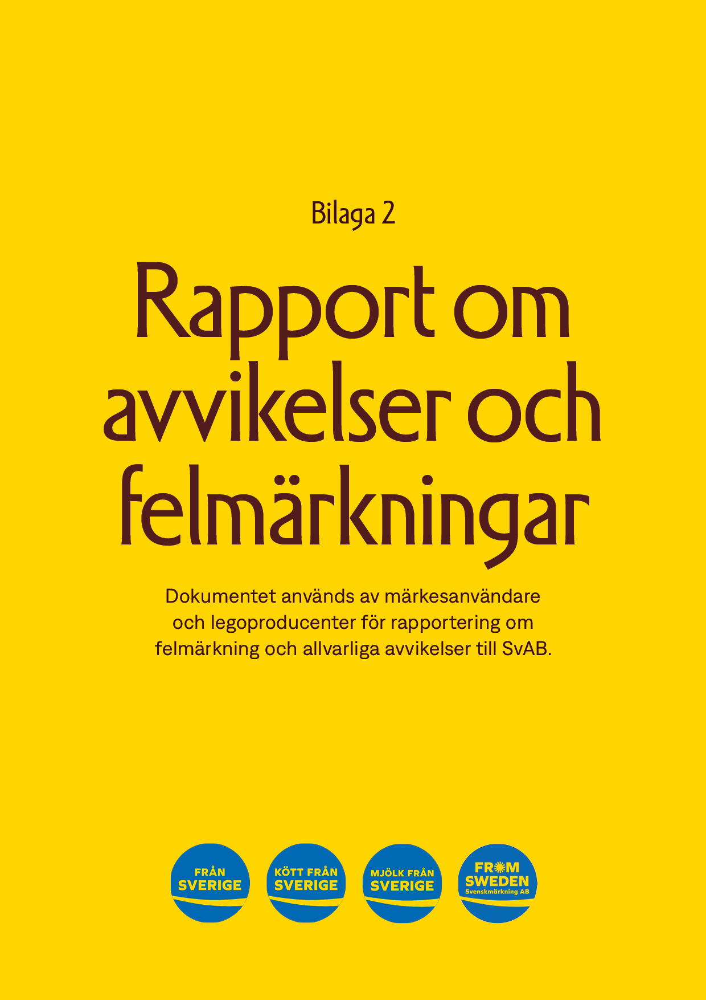 Bilaga 2
Rapport om
avvikelser och
felmärkningar
Dokumentet används av märkesanvändare
och legoproducenter för rapportering om
felmärkning och allvarliga avvikelser till SvAB.
FRÅN
SVERIGE
KÖTT FRÅN
SVERIGE
MJÖLK FRÅN
SVERIGE
FROM
SWEDEN
Svenskmärkning AB